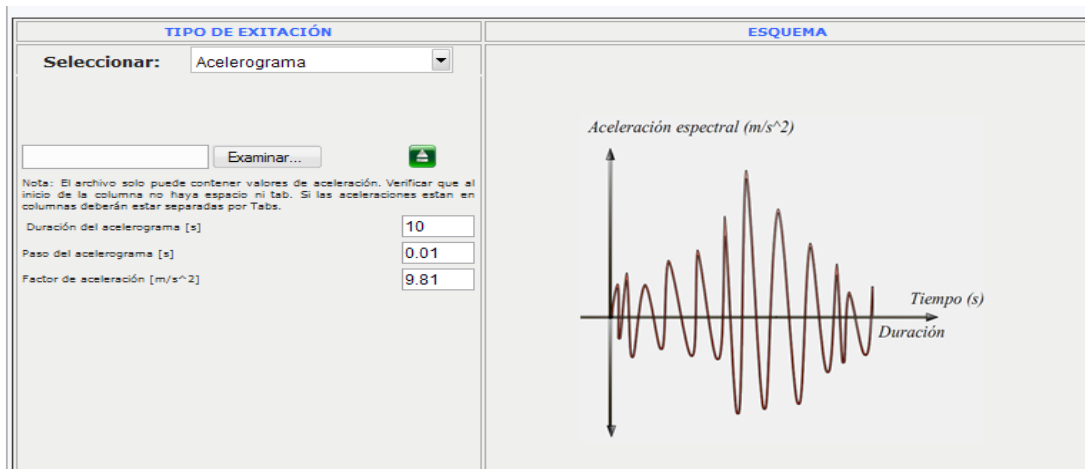 TIPO DE EXITACIÓN
ESQUEMA
Seleccionar: Acelerograma
Examinar...
Nota: El archivo solo puede contener valores de aceleración. Verificar que al
inicio de la columna no haya espacio ni tab. Si las aceleraciones estan en
columnas deberán estar separadas por Tabs.
Duración del acelerograma [s] 10
Paso del acelerograma [s] 0.01
Factor de aceleración [m/s^2] 9.81
Aceleración espectral (m/s^2)
Tiempo (s)
Duración